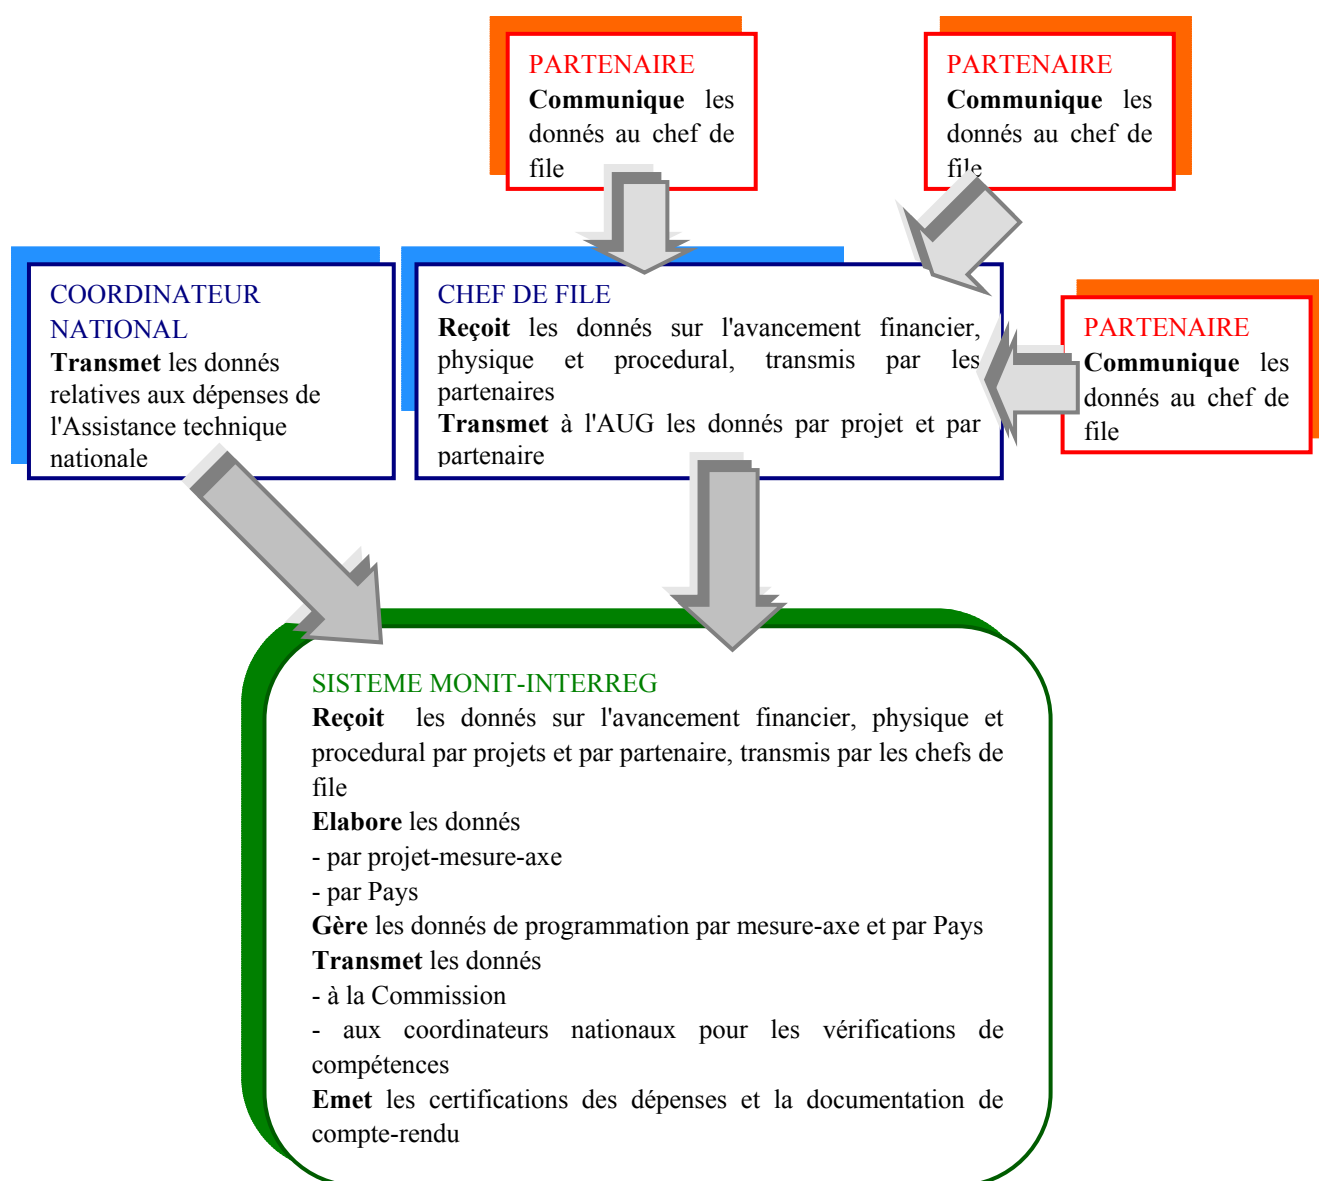 PARTENAIRE
Communique les
donnés au chef de
file
PARTENAIRE
Communique les
donnés au chef de
file
COORDINATEUR
NATIONAL
Transmet les donnés
relatives aux dépenses de
l'Assistance technique
nationale
CHEF DE FILE
Reçoit les donnés sur l'avancement financier,
physique et procedural, transmis par les
partenaires
Transmet à l'AUG les donnés par projet et par
partenaire
PARTENAIRE
Communique les
donnés au chef de
file
SISTEME MONIT-INTERREG
Reçoit les donnés sur l'avancement financier, physique et
procedural par projets et par partenaire, transmis par les chefs de
file
Elabore les donnés
- par projet-mesure-axe
- par Pays
Gère les donnés de programmation par mesure-axe et par Pays
Transmet les donnés
- à la Commission
- aux coordinateurs nationaux pour les vérifications de
compétences
Emet les certifications des dépenses et la documentation de
compte-rendu